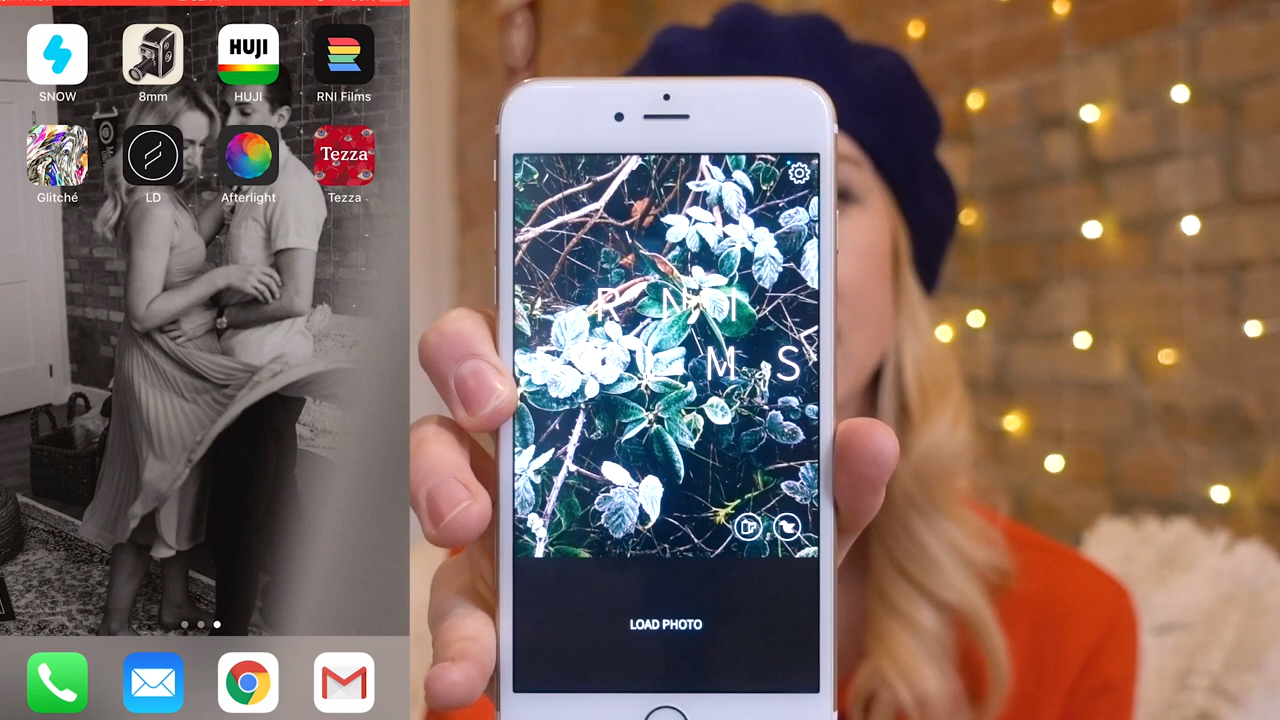 HUJI
SNOW
8mm
HUJI
RNI Films
Tezza
Glitché
LD
Afterlight
Tezza
R N I
M S
LOAD PHOTO